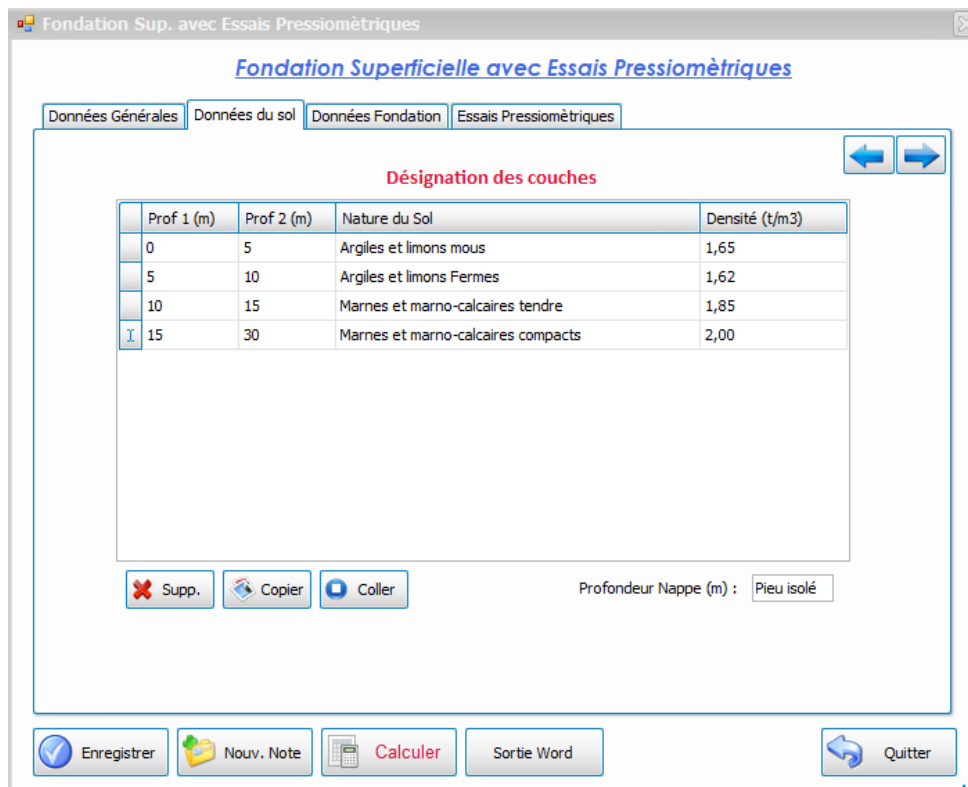 Fondation Sup. avec Essais Pressiomètriques
Fondation Superficielle avec Essais Pressiomètriques
Données Générales Données du sol Données Fondation Essais Pressiomètriques
Désignation des couches
Prof 1 (m) Prof 2 (m) Nature du Sol Densité (t/m3)
0 5 Argiles et limons mous 1,65
5 10 Argiles et limons Fermes 1,62
10 15 Marnes et marno-calcaires tendre 1,85
15 30 Marnes et marno-calcaires compacts 2,00
Supp. Copier Coller Profondeur Nappe (m) : Pieu isolé
Enregistrer Nouv. Note Calculer Sortie Word Quitter